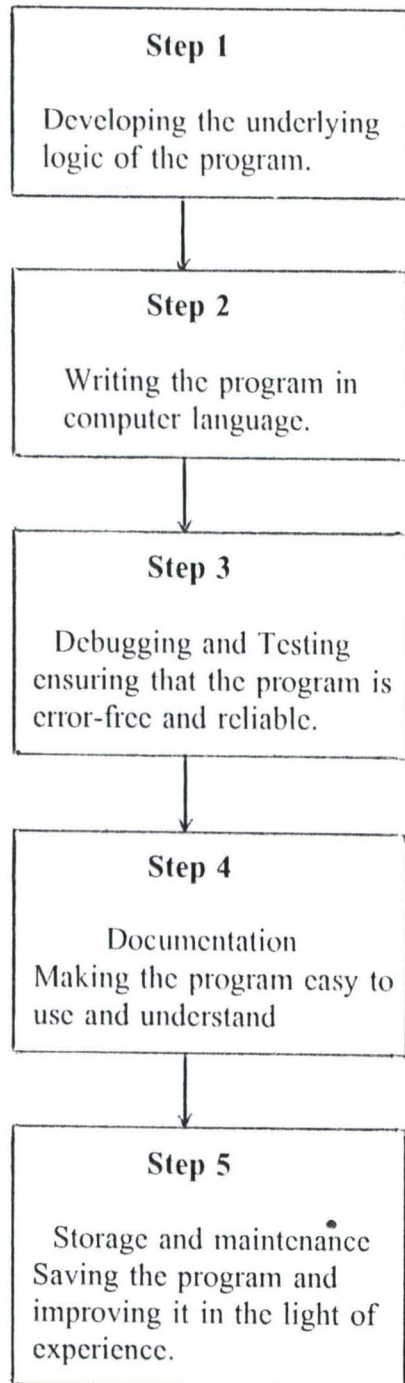 Step 1
Developing the underlying
logic of the program.
Step 2
Writing the program in
computer language.
Step 3
Debugging and Testing
ensuring that the program is
error-free and reliable.
Step 4
Documentation
Making the program easy to
use and understand
Step 5
Storage and maintenance
Saving the program and
improving it in the light of
experience.